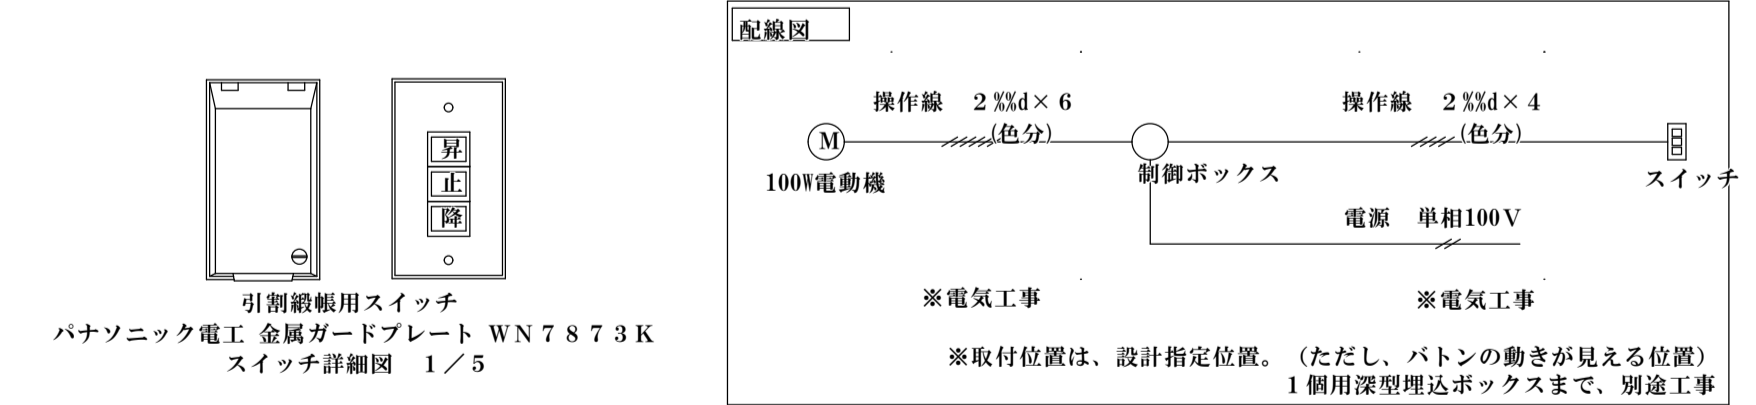 昇
止
降
引割緞帳用スイッチ
パナソニック電工 金属ガードプレート ＷＮ７８７３Ｋ
スイッチ詳細図　１／５
配線図
操作線　２%%d×６
(色分)
操作線　２%%d×４
(色分)
M
100W電動機
制御ボックス
スイッチ
電源　単相100Ｖ
※電気工事
※電気工事
※取付位置は、設計指定位置。（ただし、バトンの動きが見える位置）
１個用深型埋込ボックスまで、別途工事